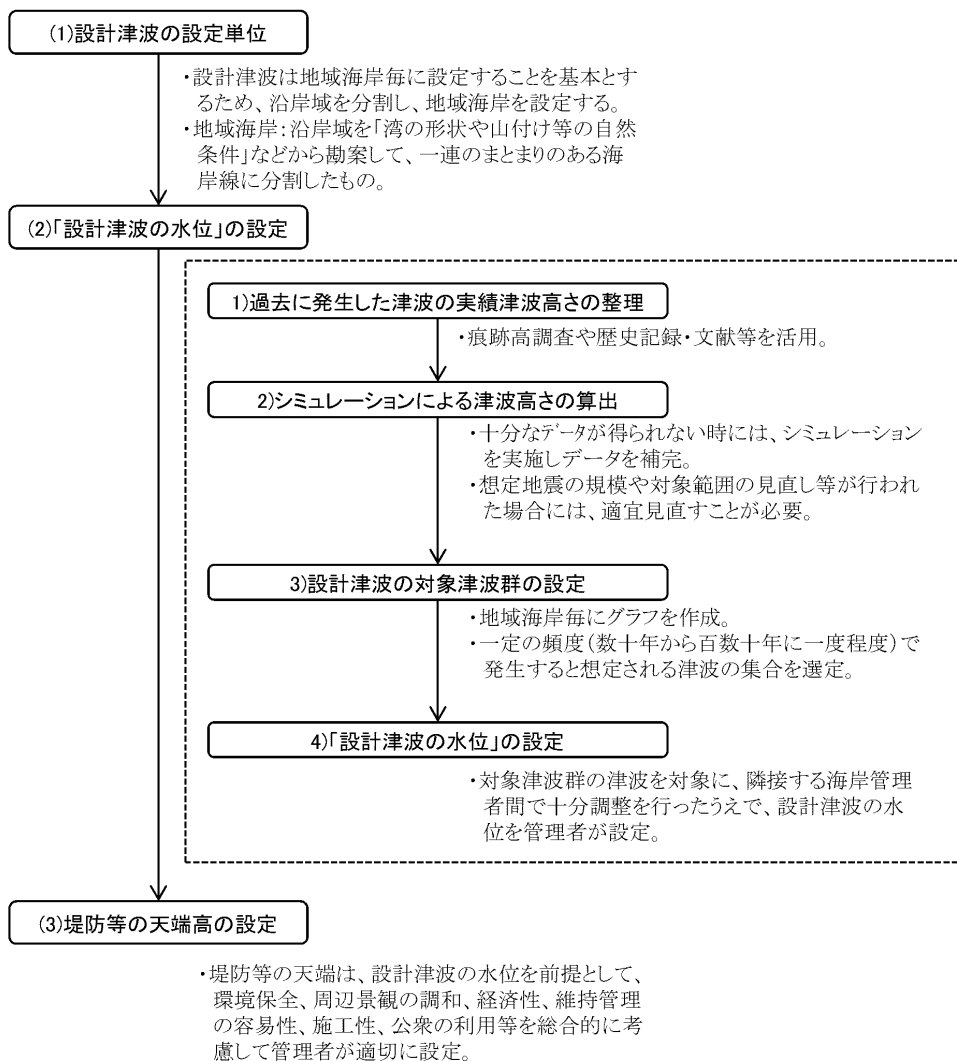 (1)設計津波の設定単位
・設計津波は地域海岸毎に設定することを基本とす
るため、沿岸域を分割し、地域海岸を設定する。
・地域海岸：沿岸域を「湾の形状や山付け等の自然
条件」などから勘案して、一連のまとまりのある海
岸線に分割したもの。
(2)「設計津波の水位」の設定
1)過去に発生した津波の実績津波高さの整理
・痕跡高調査や歴史記録・文献等を活用。
2)シミュレーションによる津波高さの算出
・十分なデータが得られない時には、シミュレーション
を実施しデータを補完。
・想定地震の規模や対象範囲の見直し等が行われ
た場合には、適宜見直すことが必要。
3)設計津波の対象津波群の設定
・地域海岸毎にグラフを作成。
・一定の頻度(数十年から百数十年に一度程度)で
発生すると想定される津波の集合を選定。
4)「設計津波の水位」の設定
・対象津波群の津波を対象に、隣接する海岸管理
者間で十分調整を行ったうえで、設計津波の水
位を管理者が設定。
(3)堤防等の天端高の設定
・堤防等の天端は、設計津波の水位を前提として、
環境保全、周辺景観の調和、経済性、維持管理
の容易性、施工性、公衆の利用等を総合的に考
慮して管理者が適切に設定。